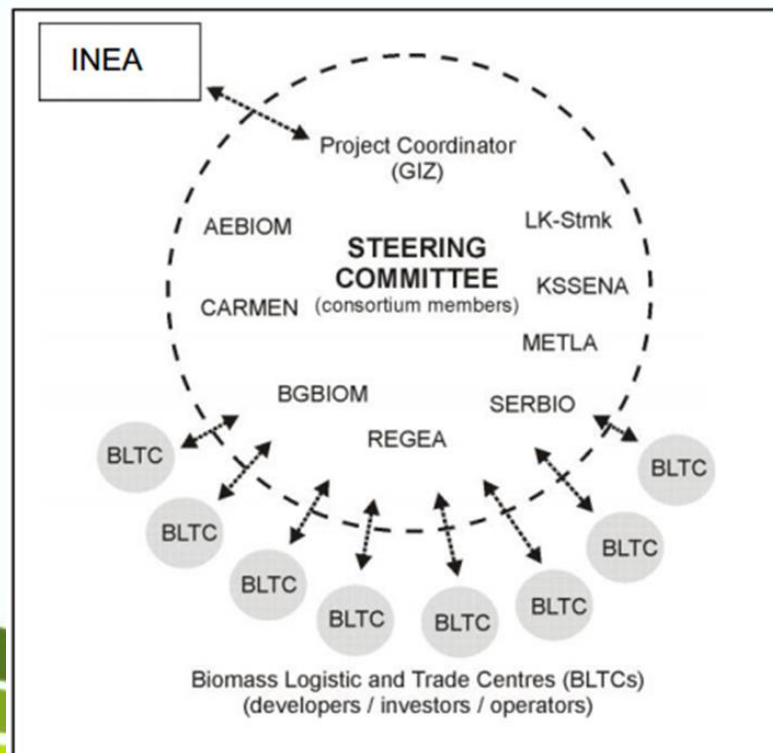 INEA
Project Coordinator
(GIZ)
AEBIOM
LK-Stmk
STEERING
COMMITTEE
(consortium members)
KSSENA
CARMEN
METLA
BGBIOM
SERBIO
REGEA
BLTC
BLTC
BLTC
BLTC
BLTC
BLTC
BLTC
BLTC
Biomass Logistic and Trade Centres (BLTCs)
(developers / investors / operators)